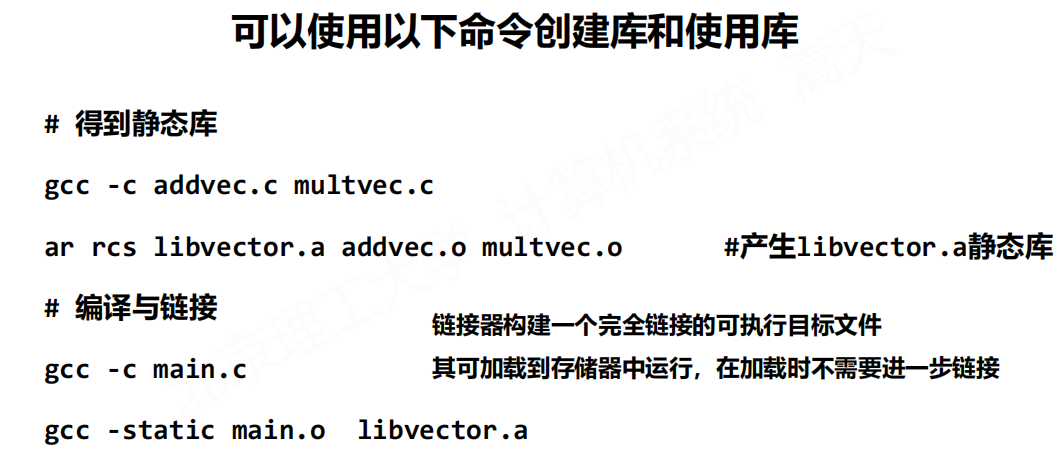 可以使用以下命令创建库和使用库
# 得到静态库
gcc -c addvec.c multvec.c
ar rcs libvector.a addvec.o multvec.o #产生libvector.a静态库
# 编译与链接
链接器构建一个完全链接的可执行目标文件
gcc -c main.c
其可加载到存储器中运行，在加载时不需要进一步链接
gcc -static main.o libvector.a
北京理工大学 计算机系统 嵩天